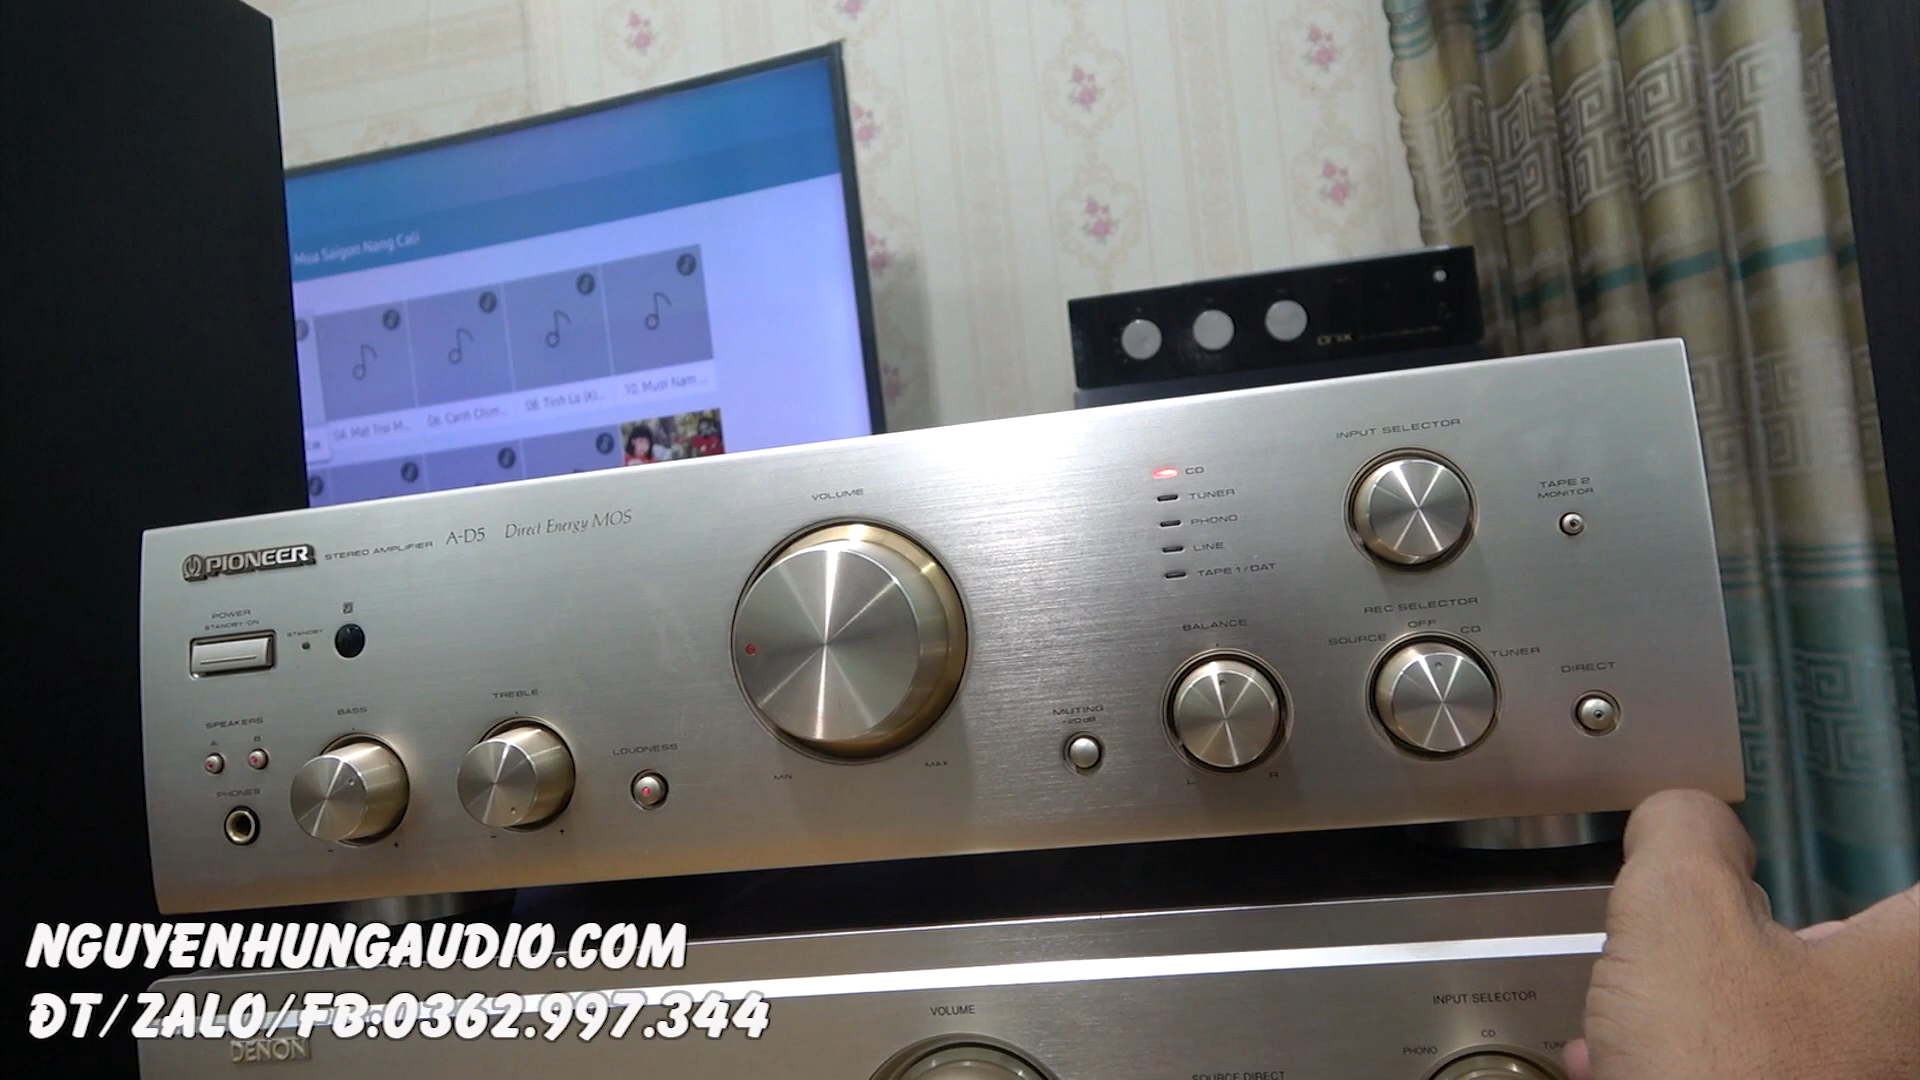 Mua Saigon Nang Cali
04. Mat Troi M...
06. Canh Chim...
08. Tinh Lo (Ki...
10. Muoi Nam...
onix
PIONEER STEREO AMPLIFIER A-D5 Direct Energy MOS
POWER
STANDBY/ON
STANDBY
SPEAKERS
A B
PHONES
BASS
- +
TREBLE
- +
LOUDNESS
VOLUME
MIN MAX
MUTING
-20dB
CD
TUNER
PHONO
LINE
TAPE 1/DAT
BALANCE
L R
INPUT SELECTOR
TAPE 2
MONITOR
REC SELECTOR
SOURCE OFF CD TUNER
DIRECT
NGUYENHUNGAUDIO.COM
ĐT/ZALO/FB:0362.997.344
DENON
VOLUME
SOURCE DIRECT
INPUT SELECTOR
PHONO CD